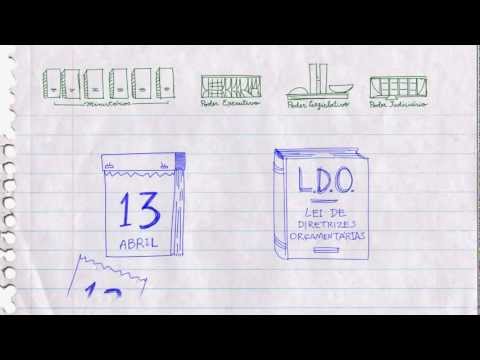 Ministérios
Poder Executivo
Poder Legislativo
Poder Judiciário
13
ABRIL
L.D.O.
LEI DE
DIRETRIZES
ORÇAMENTÁRIAS